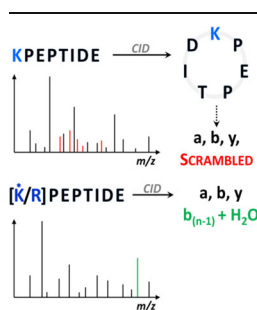 KPEPTIDE CID
K
D P
I E
T P
m/z
a, b, y,
SCRAMBLED
[K̇/R]PEPTIDE CID
a, b, y
b(n-1) + H2O
m/z